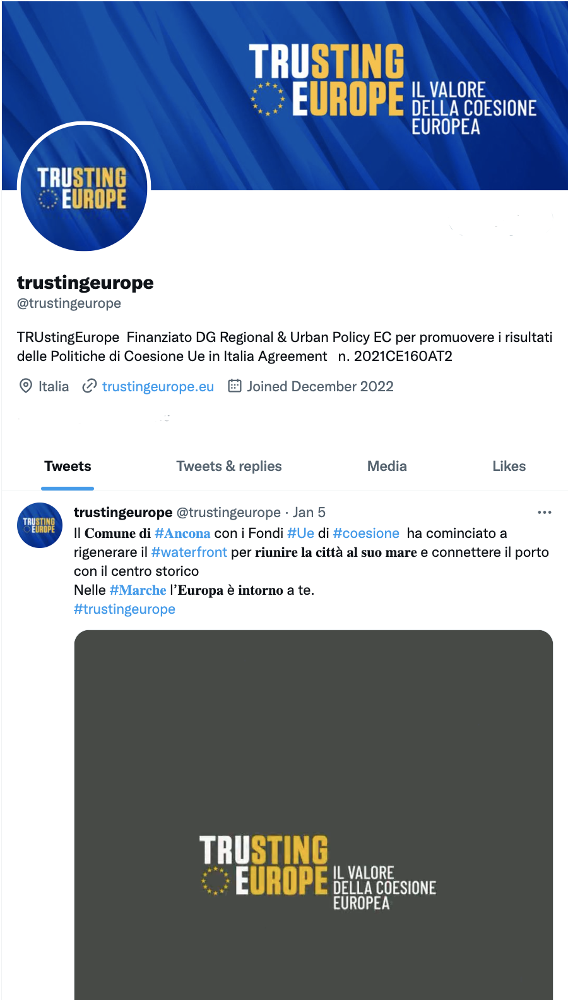 TRUSTING
EUROPE
IL VALORE
DELLA COESIONE
EUROPEA
TRUSTING
EUROPE
trustingeurope
@trustingeurope
TRUstingEurope Finanziato DG Regional & Urban Policy EC per promuovere i risultati
delle Politiche di Coesione Ue in Italia Agreement n. 2021CE160AT2
Italia trustingeurope.eu Joined December 2022
Tweets Tweets & replies Media Likes
TRUSTING
EUROPE
trustingeurope @trustingeurope · Jan 5
Il Comune di #Ancona con i Fondi #Ue di #coesione ha cominciato a
rigenerare il #waterfront per riunire la città al suo mare e connettere il porto
con il centro storico
Nelle #Marche l’Europa è intorno a te.
#trustingeurope
TRUSTING
EUROPE
IL VALORE
DELLA COESIONE
EUROPEA